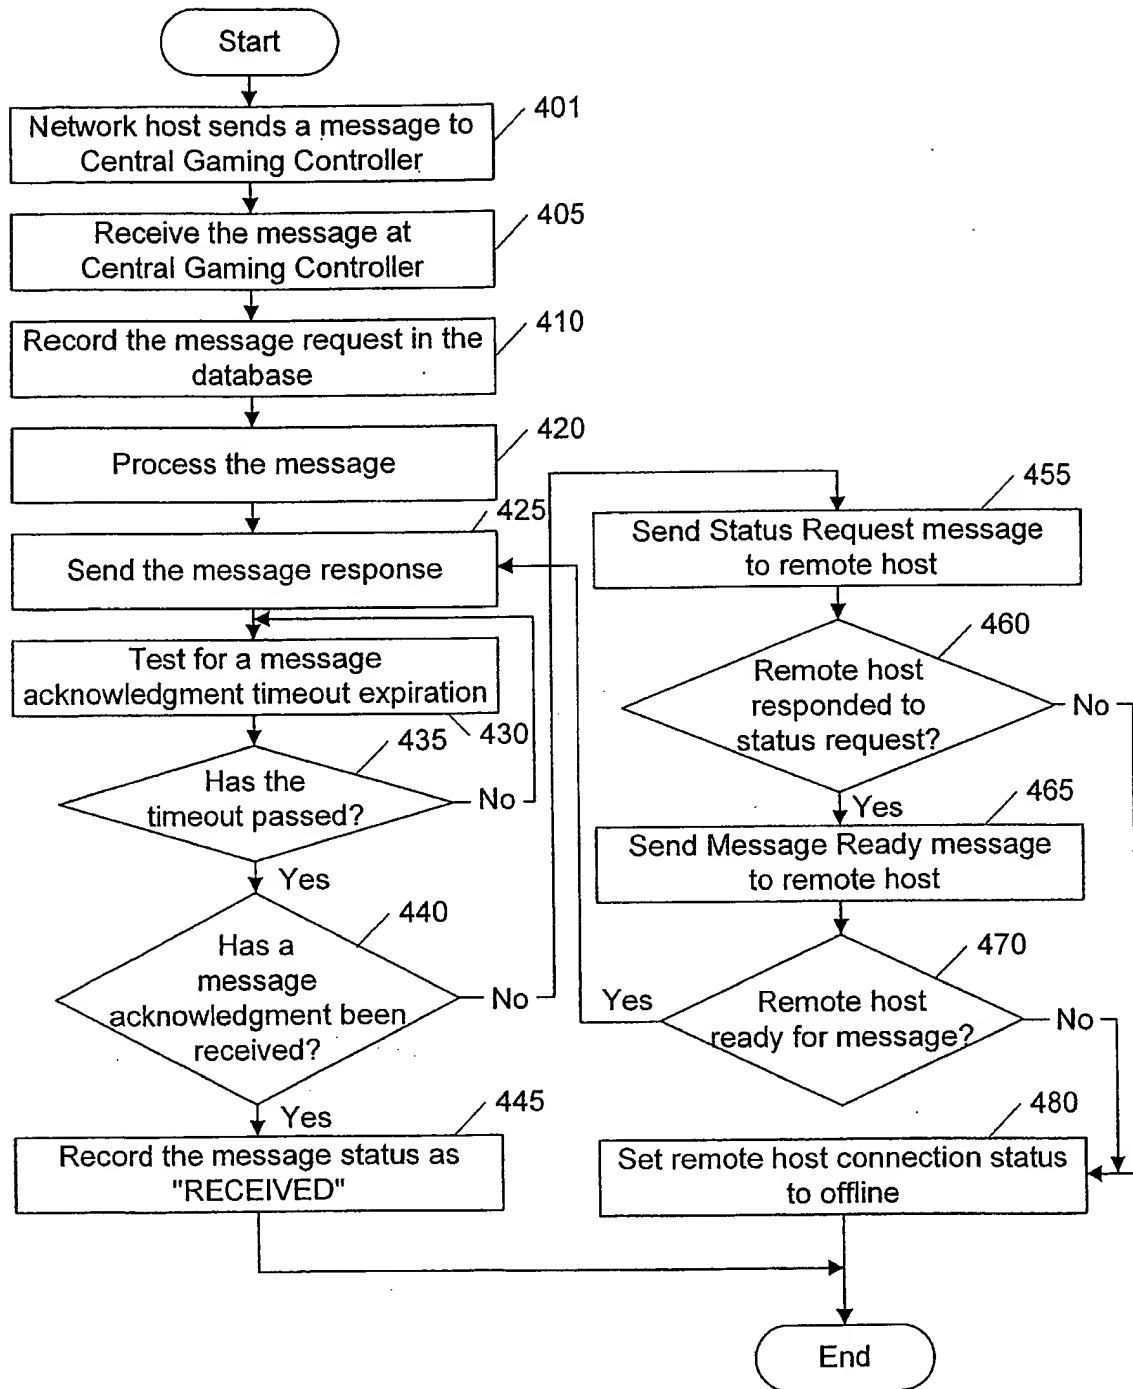 Start
401
Network host sends a message to
Central Gaming Controller
405
Receive the message at
Central Gaming Controller
410
Record the message request in the
database
420
Process the message
425
Send the message response
Test for a message
acknowledgment timeout expiration
430
435
Has the
timeout passed?
No
Yes
440
Has a
message
acknowledgment been
received?
No
Yes
445
Record the message status as
"RECEIVED"
455
Send Status Request message
to remote host
460
Remote host
responded to
status request?
No
Yes
465
Send Message Ready message
to remote host
470
Remote host
ready for message?
Yes
No
480
Set remote host connection status
to offline
End